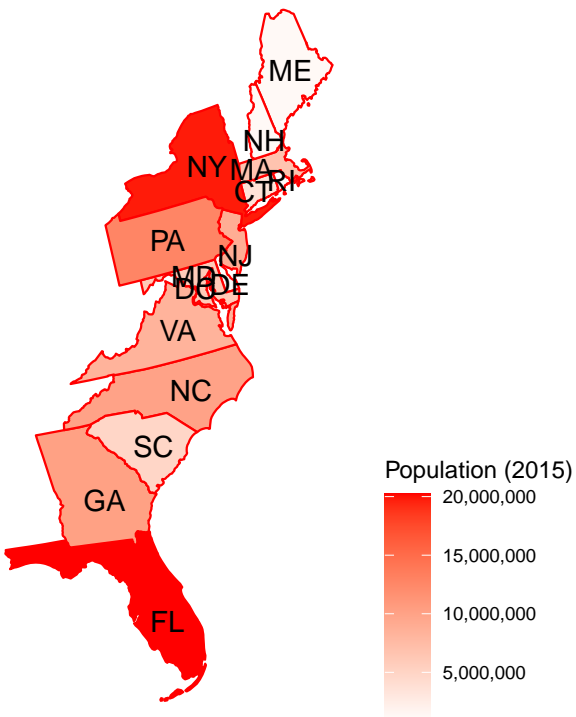 ME
NH
NY
MA
RI
CT
PA
NJ
MD
DE
DC
VA
NC
SC
GA
FL
Population (2015)
20,000,000
15,000,000
10,000,000
5,000,000